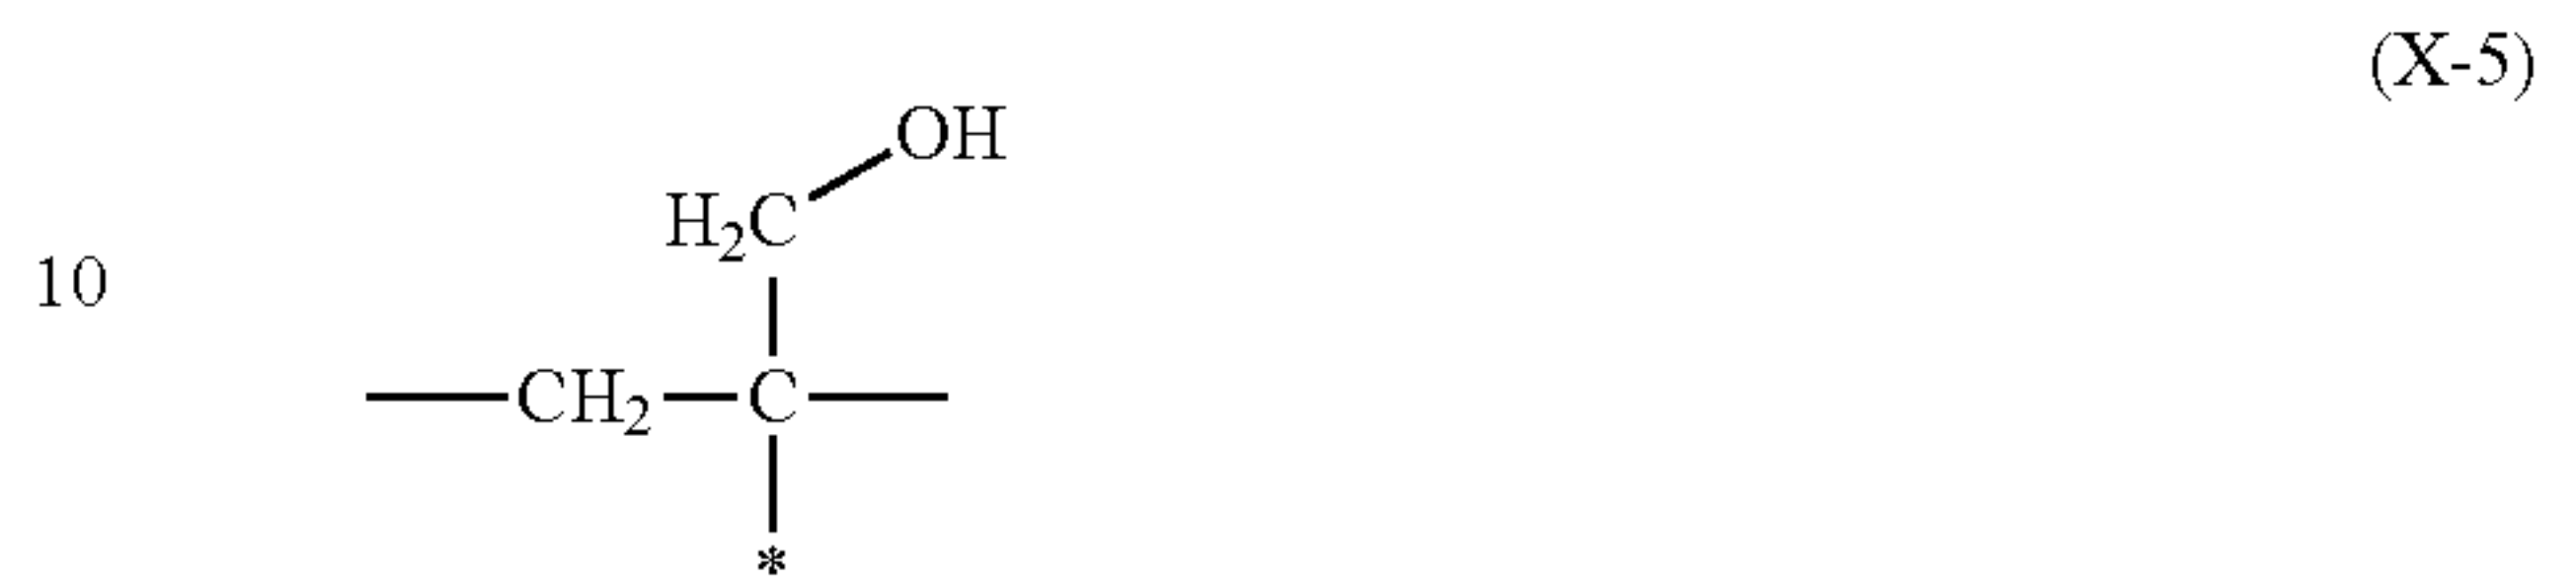 (X-5)
OH
H₂C
10
—CH₂—C—
*